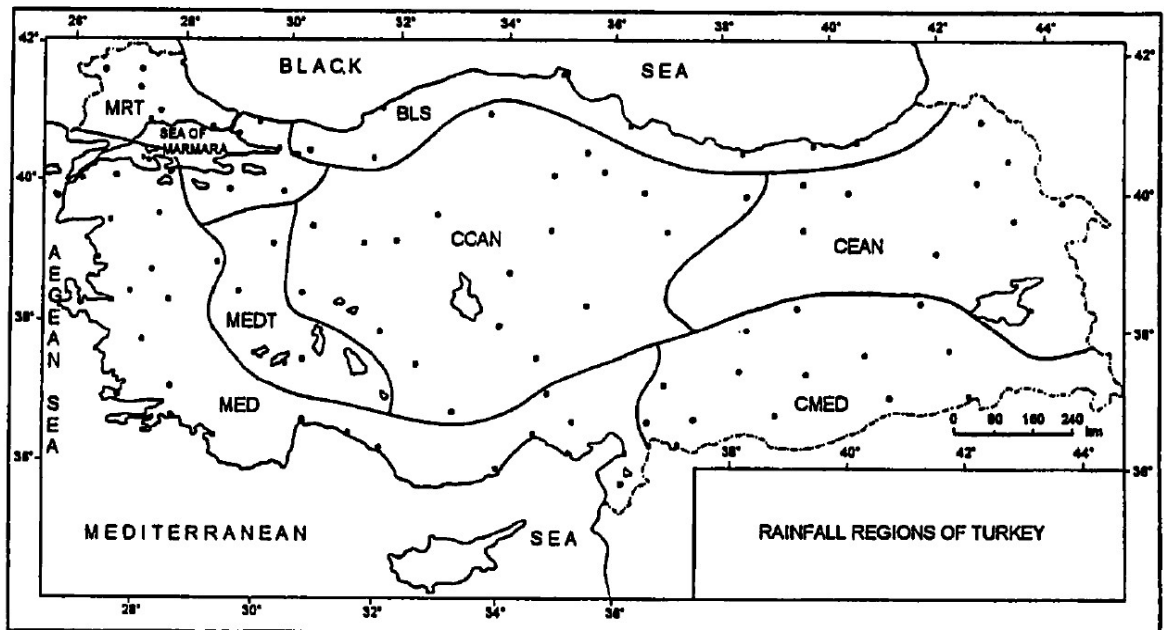 26° 28° 30° 32° 34° 36° 38° 40° 42° 44°
42° 42°
BLACK SEA
MRT
BLS
SEA OF
MARMARA
40° 40°
CCAN
CEAN
AEGEAN SEA
38° 38°
MEDT
MED
CMED
0 80 160 240
km
36° 38° 40° 42° 44° 36°
MEDITERRANEAN SEA
RAINFALL REGIONS OF TURKEY
28° 30° 32° 34° 36°